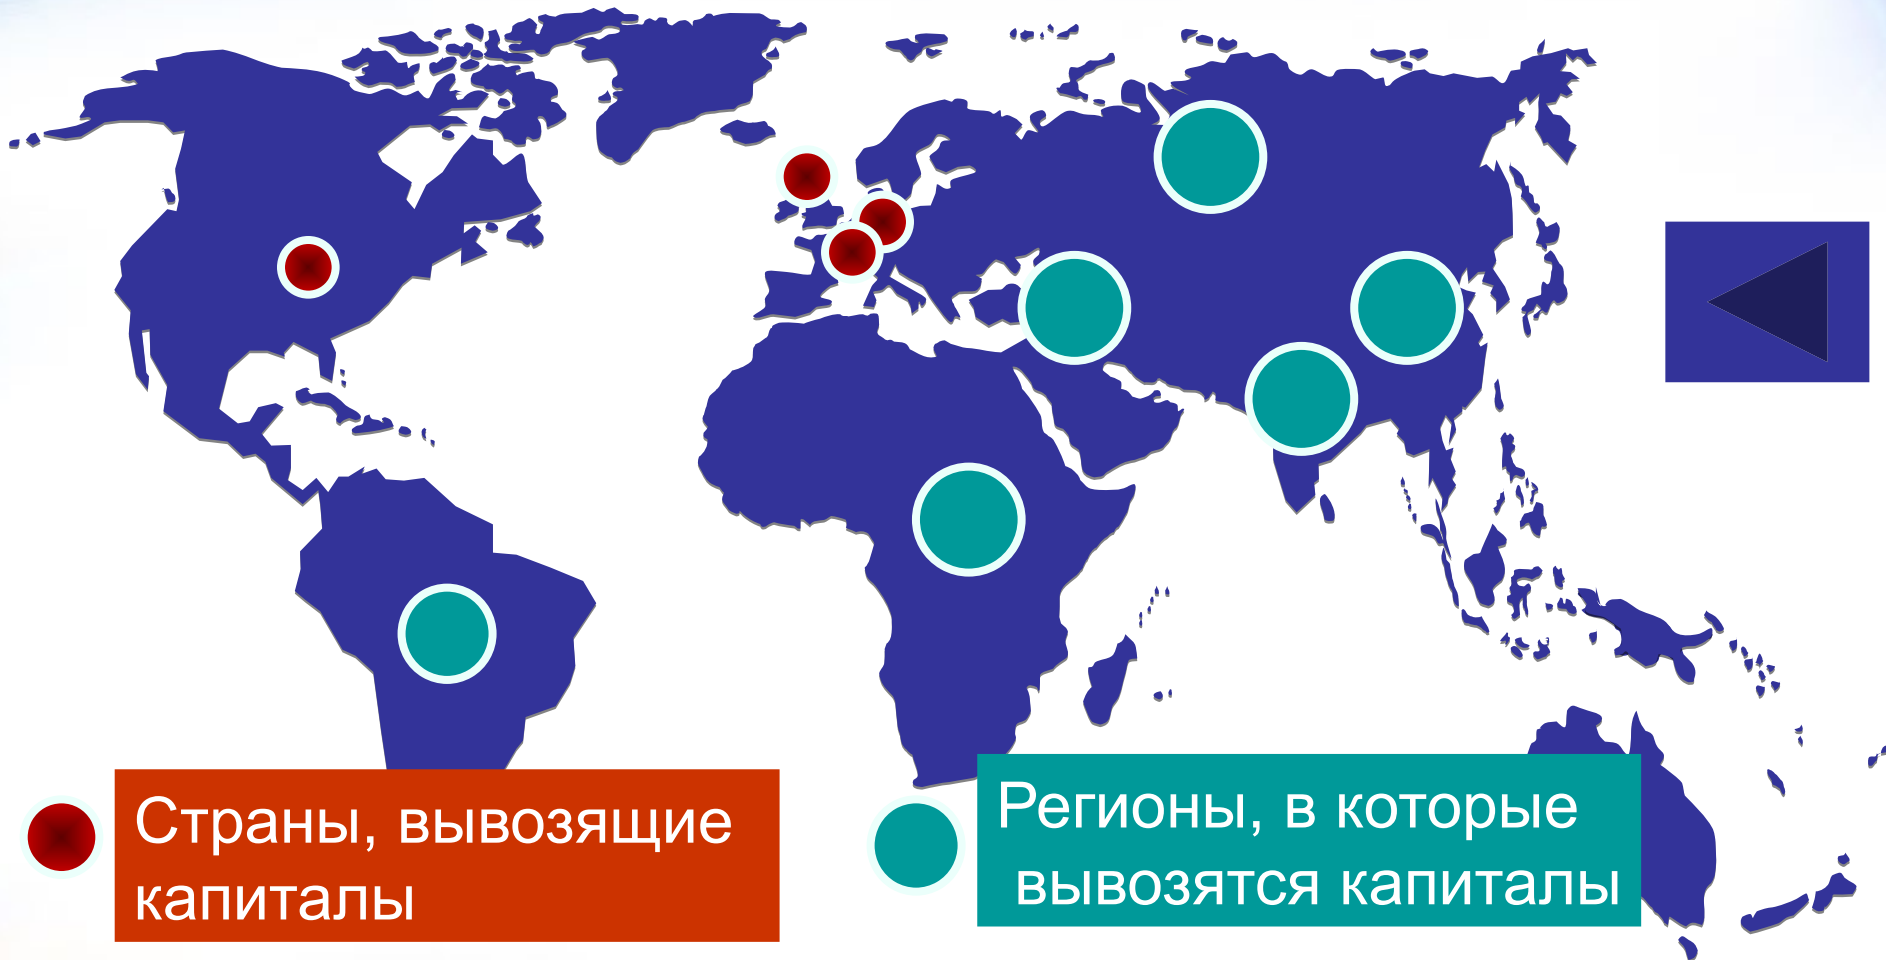 Страны, вывозящие
капиталы
Регионы, в которые
вывозятся капиталы